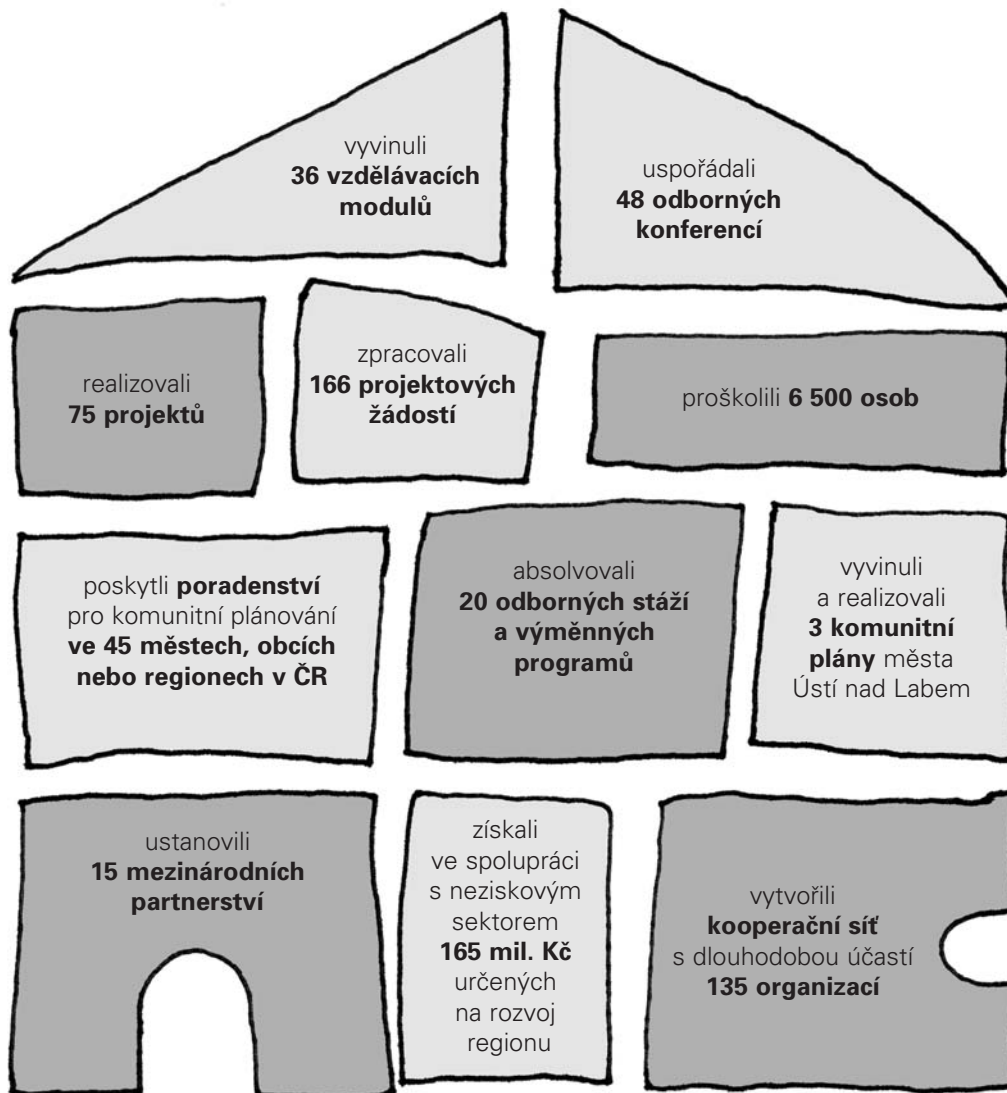 vyvinuli
36 vzdělávacích
modulů
uspořádali
48 odborných
konferencí
realizovali
75 projektů
zpracovali
166 projektových
žádostí
proškolili 6 500 osob
poskytli poradenství
pro komunitní plánování
ve 45 městech, obcích
nebo regionech v ČR
absolvovali
20 odborných stáží
a výměnných
programů
vyvinuli
a realizovali
3 komunitní
plány města
Ústí nad Labem
ustanovili
15 mezinárodních
partnerství
získali
ve spolupráci
s neziskovým
sektorem
165 mil. Kč
určených
na rozvoj
regionu
vytvořili
kooperační síť
s dlouhodobou účastí
135 organizací